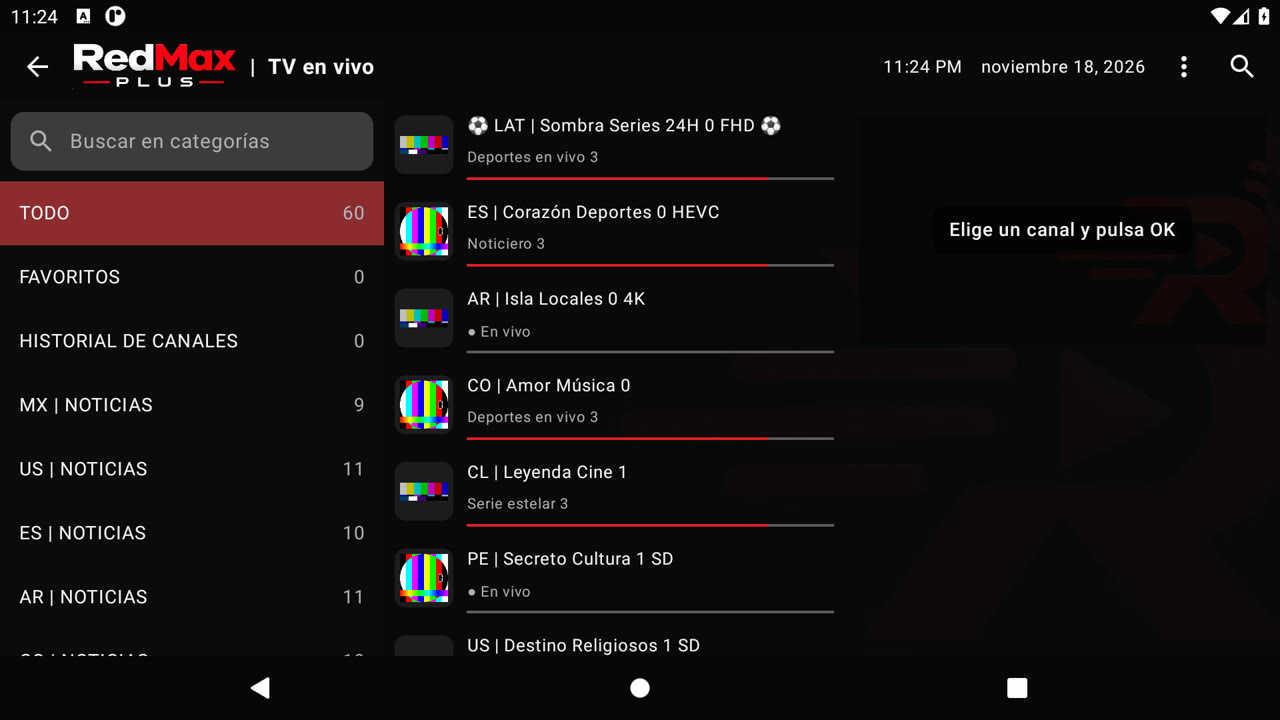 11:24
RedMax PLUS | TV en vivo
11:24 PM noviembre 18, 2026
Buscar en categorías
TODO 60
FAVORITOS 0
HISTORIAL DE CANALES 0
MX | NOTICIAS 9
US | NOTICIAS 11
ES | NOTICIAS 10
AR | NOTICIAS 11
⚽ LAT | Sombra Series 24H 0 FHD ⚽
Deportes en vivo 3
ES | Corazón Deportes 0 HEVC
Noticiero 3
AR | Isla Locales 0 4K
● En vivo
CO | Amor Música 0
Deportes en vivo 3
CL | Leyenda Cine 1
Serie estelar 3
PE | Secreto Cultura 1 SD
● En vivo
US | Destino Religiosos 1 SD
Elige un canal y pulsa OK